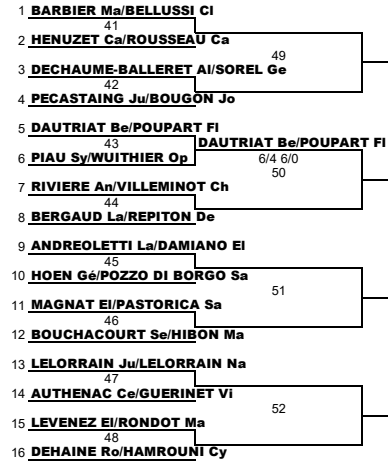 1 BARBIER Ma/BELLUSSI Cl
41
2 HENUZET Ca/ROUSSEAU Ca
49
3 DECHAUME-BALLERET Al/SOREL Ge
42
4 PECASTAING Ju/BOUGON Jo
5 DAUTRIAT Be/POUPART Fl
43
DAUTRIAT Be/POUPART Fl
6 PIAU Sy/WUITHIER Op
6/4 6/0
50
7 RIVIERE An/VILLEMINOT Ch
44
8 BERGAUD La/REPITON De
9 ANDREOLETTI La/DAMIANO El
45
10 HOEN Gé/POZZO DI BORGO Sa
51
11 MAGNAT El/PASTORICA Sa
46
12 BOUCHACOURT Se/HIBON Ma
13 LELORRAIN Ju/LELORRAIN Na
47
14 AUTHENAC Ce/GUERINET Vi
52
15 LEVENEZ El/RONDOT Ma
48
16 DEHAINE Ro/HAMROUNI Cy